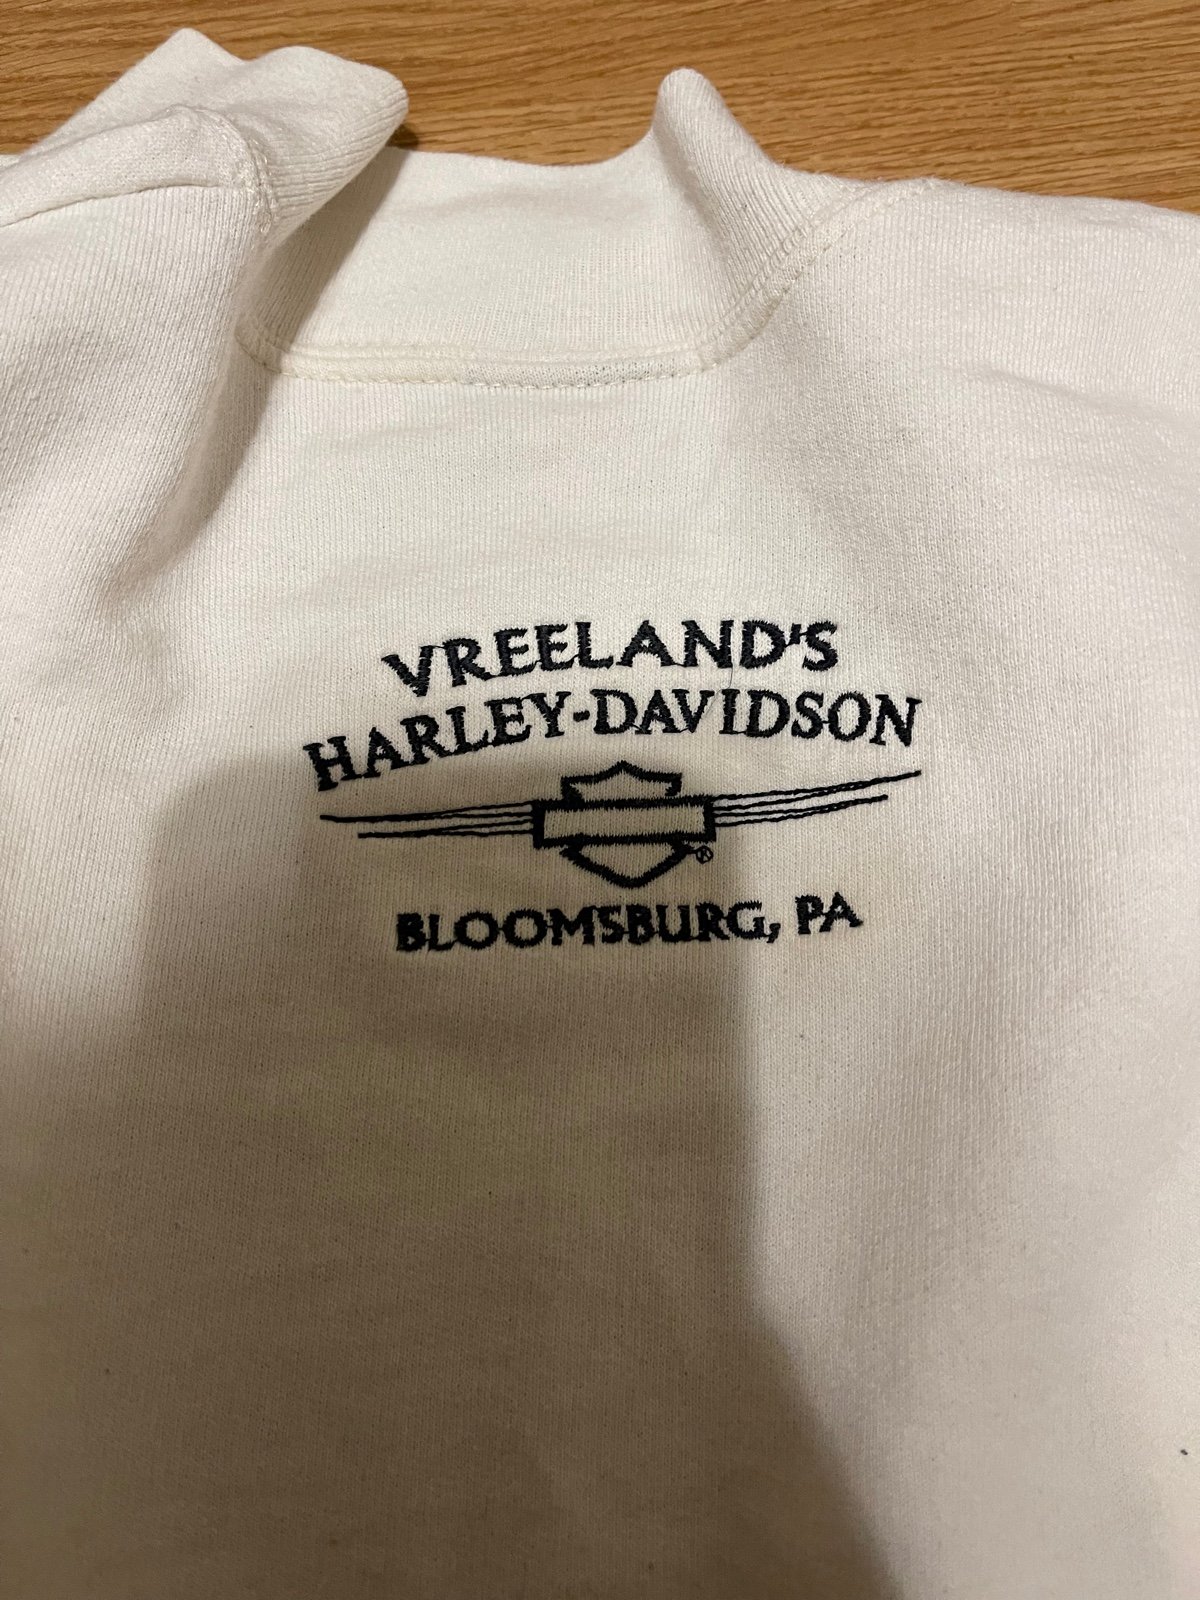 VREELAND'S
HARLEY-DAVIDSON
®
BLOOMSBURG, PA